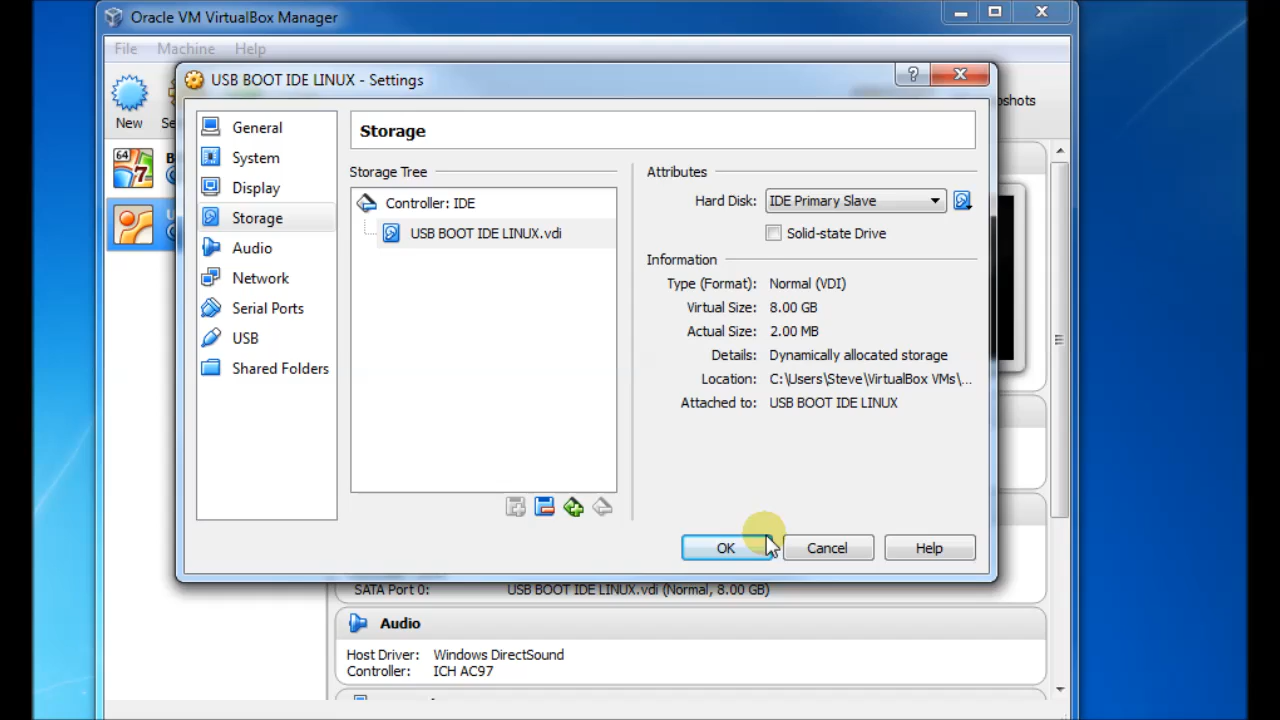 Oracle VM VirtualBox Manager
File Machine Help
USB BOOT IDE LINUX - Settings
New
Se
pshots
General
System
Display
Storage
Audio
Network
Serial Ports
USB
Shared Folders
Storage
Storage Tree
Controller: IDE
USB BOOT IDE LINUX.vdi
Attributes
Hard Disk: IDE Primary Slave
Solid-state Drive
Information
Type (Format): Normal (VDI)
Virtual Size: 8.00 GB
Actual Size: 2.00 MB
Details: Dynamically allocated storage
Location: C:\Users\Steve\VirtualBox VMs\...
Attached to: USB BOOT IDE LINUX
OK Cancel Help
SATA Port 0: USB BOOT IDE LINUX.vdi (Normal, 8.00 GB)
Audio
Host Driver: Windows DirectSound
Controller: ICH AC97